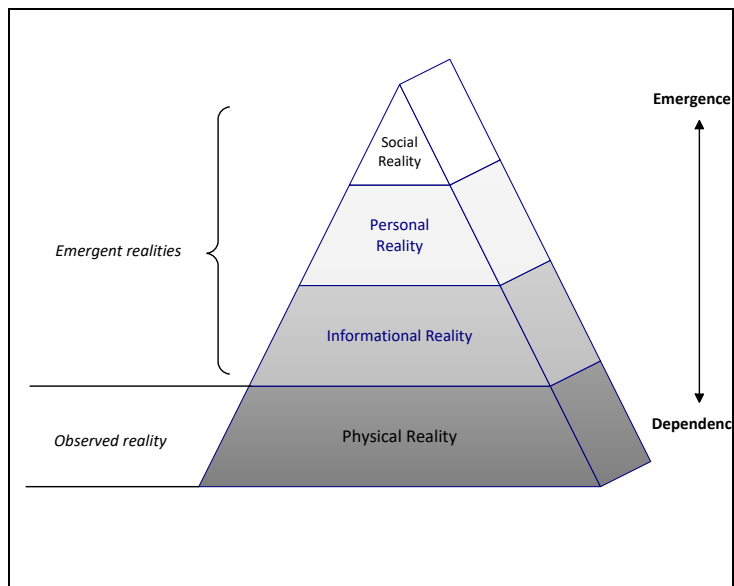 Emergence
Social
Reality
Personal
Reality
Emergent realities
Informational Reality
Physical Reality
Observed reality
Dependenc